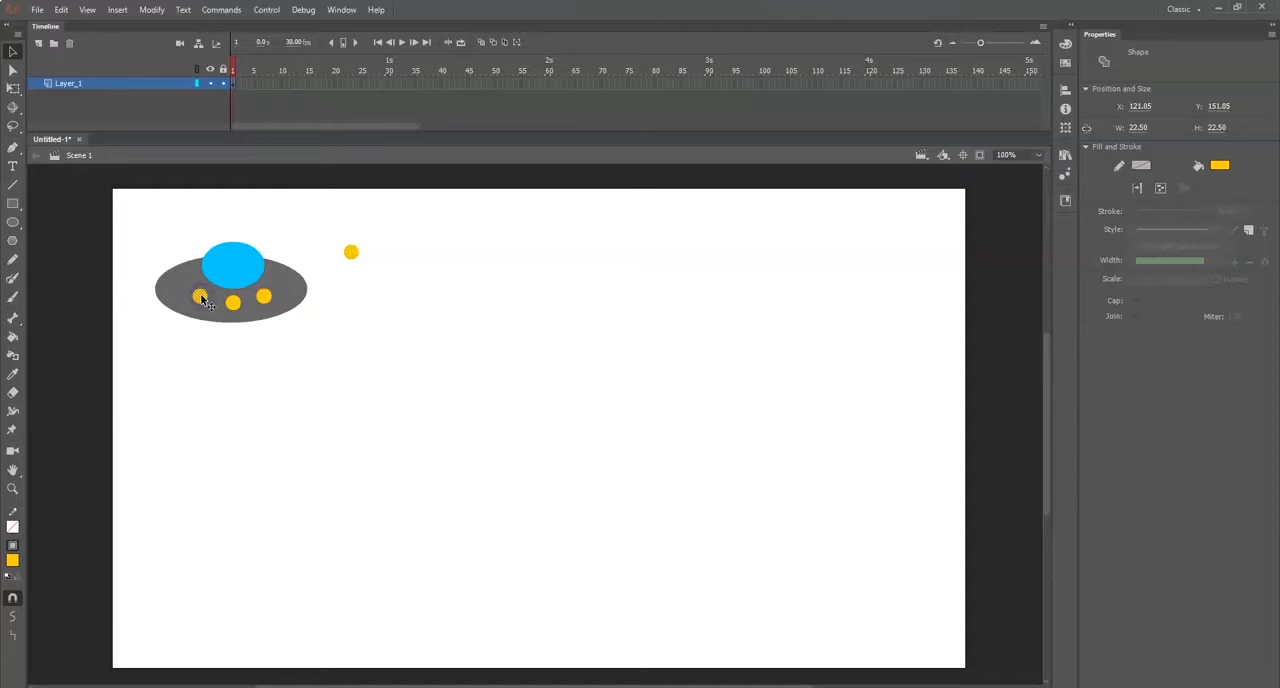 An File Edit View Insert Modify Text Commands Control Debug Window Help Classic
Timeline
1 0.0s 30.00 fps
1s 2s 3s 4s 5s
1 5 10 15 20 25 30 35 40 45 50 55 60 65 70 75 80 85 90 95 100 105 110 115 120 125 130 135 140 145 150
Layer_1
Untitled-1* ×
Scene 1 100%
Properties
Shape
Position and Size
X: 121.05 Y: 151.05
W: 22.50 H: 22.50
Fill and Stroke
Stroke:
Style:
Width:
Scale:
Cap:
Join: Miter: